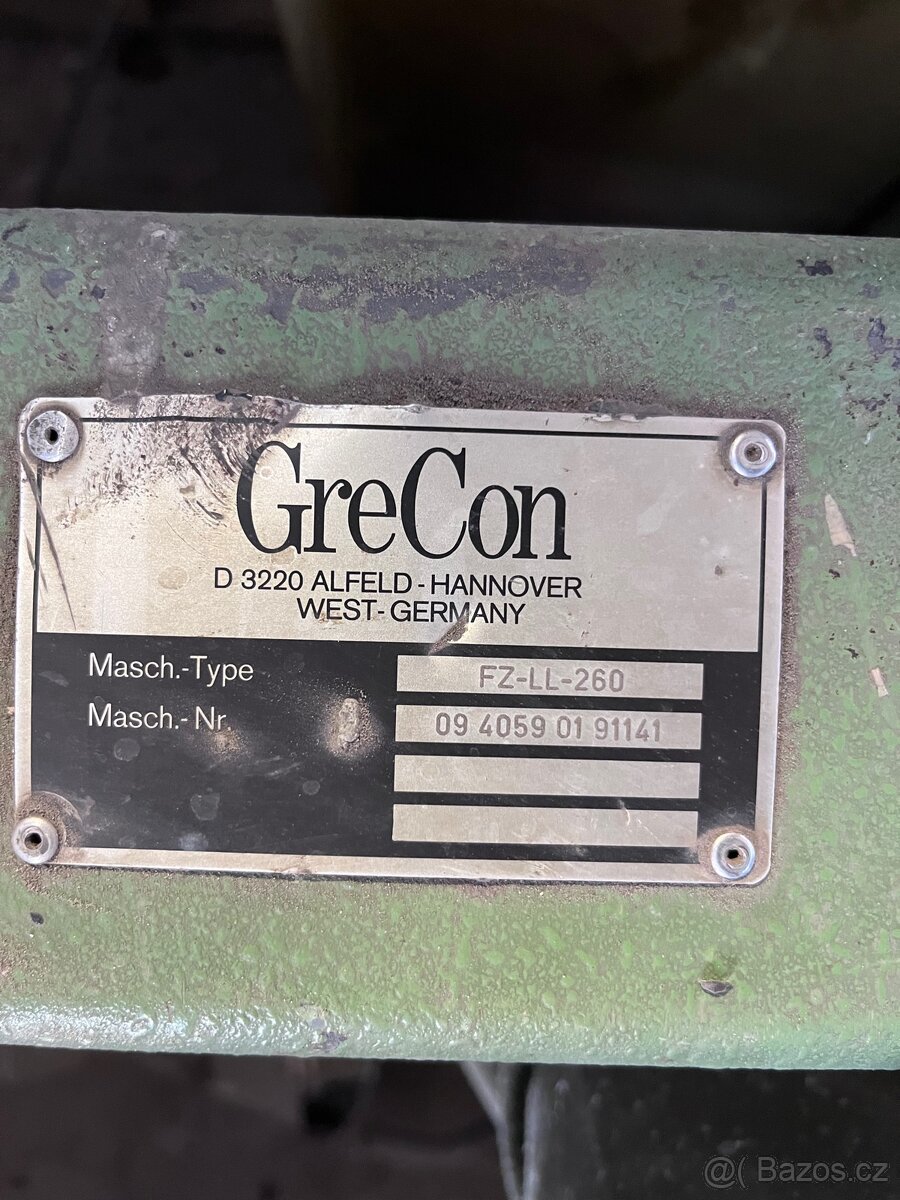 GreCon
D 3220 ALFELD - HANNOVER
WEST - GERMANY
Masch.-Type FZ-LL-260
Masch.-Nr 09 4059 01 91141
@( Bazos.cz